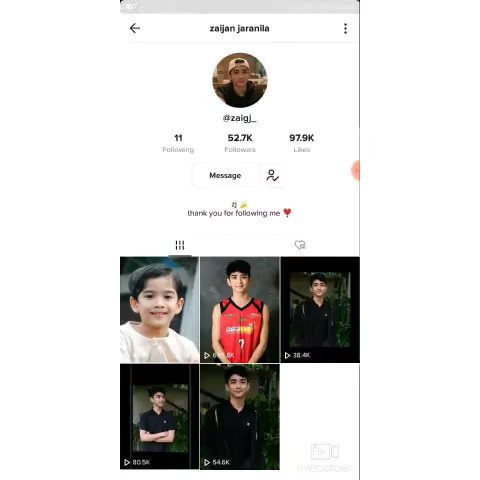 zaijan jaranila
@zaigj_
11 52.7K 97.9K
Following Followers Likes
Message
zj
thank you for following me
38.4K
80.5K
54.6K